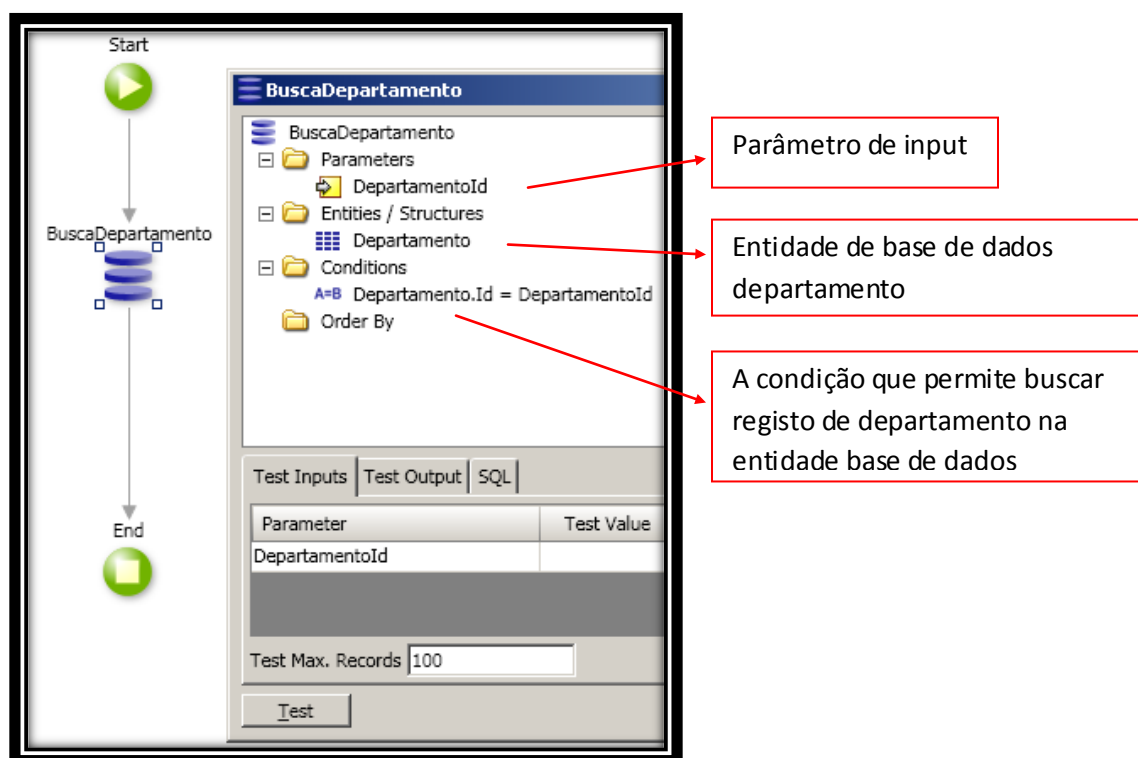 Start
BuscaDepartamento
End
BuscaDepartamento
BuscaDepartamento
Parameters
DepartamentoId
Entities / Structures
Departamento
Conditions
A=B Departamento.Id = DepartamentoId
Order By
Test Inputs Test Output SQL
Parameter Test Value
DepartamentoId
Test Max. Records 100
Test
Parâmetro de input
Entidade de base de dados
departamento
A condição que permite buscar
registo de departamento na
entidade base de dados